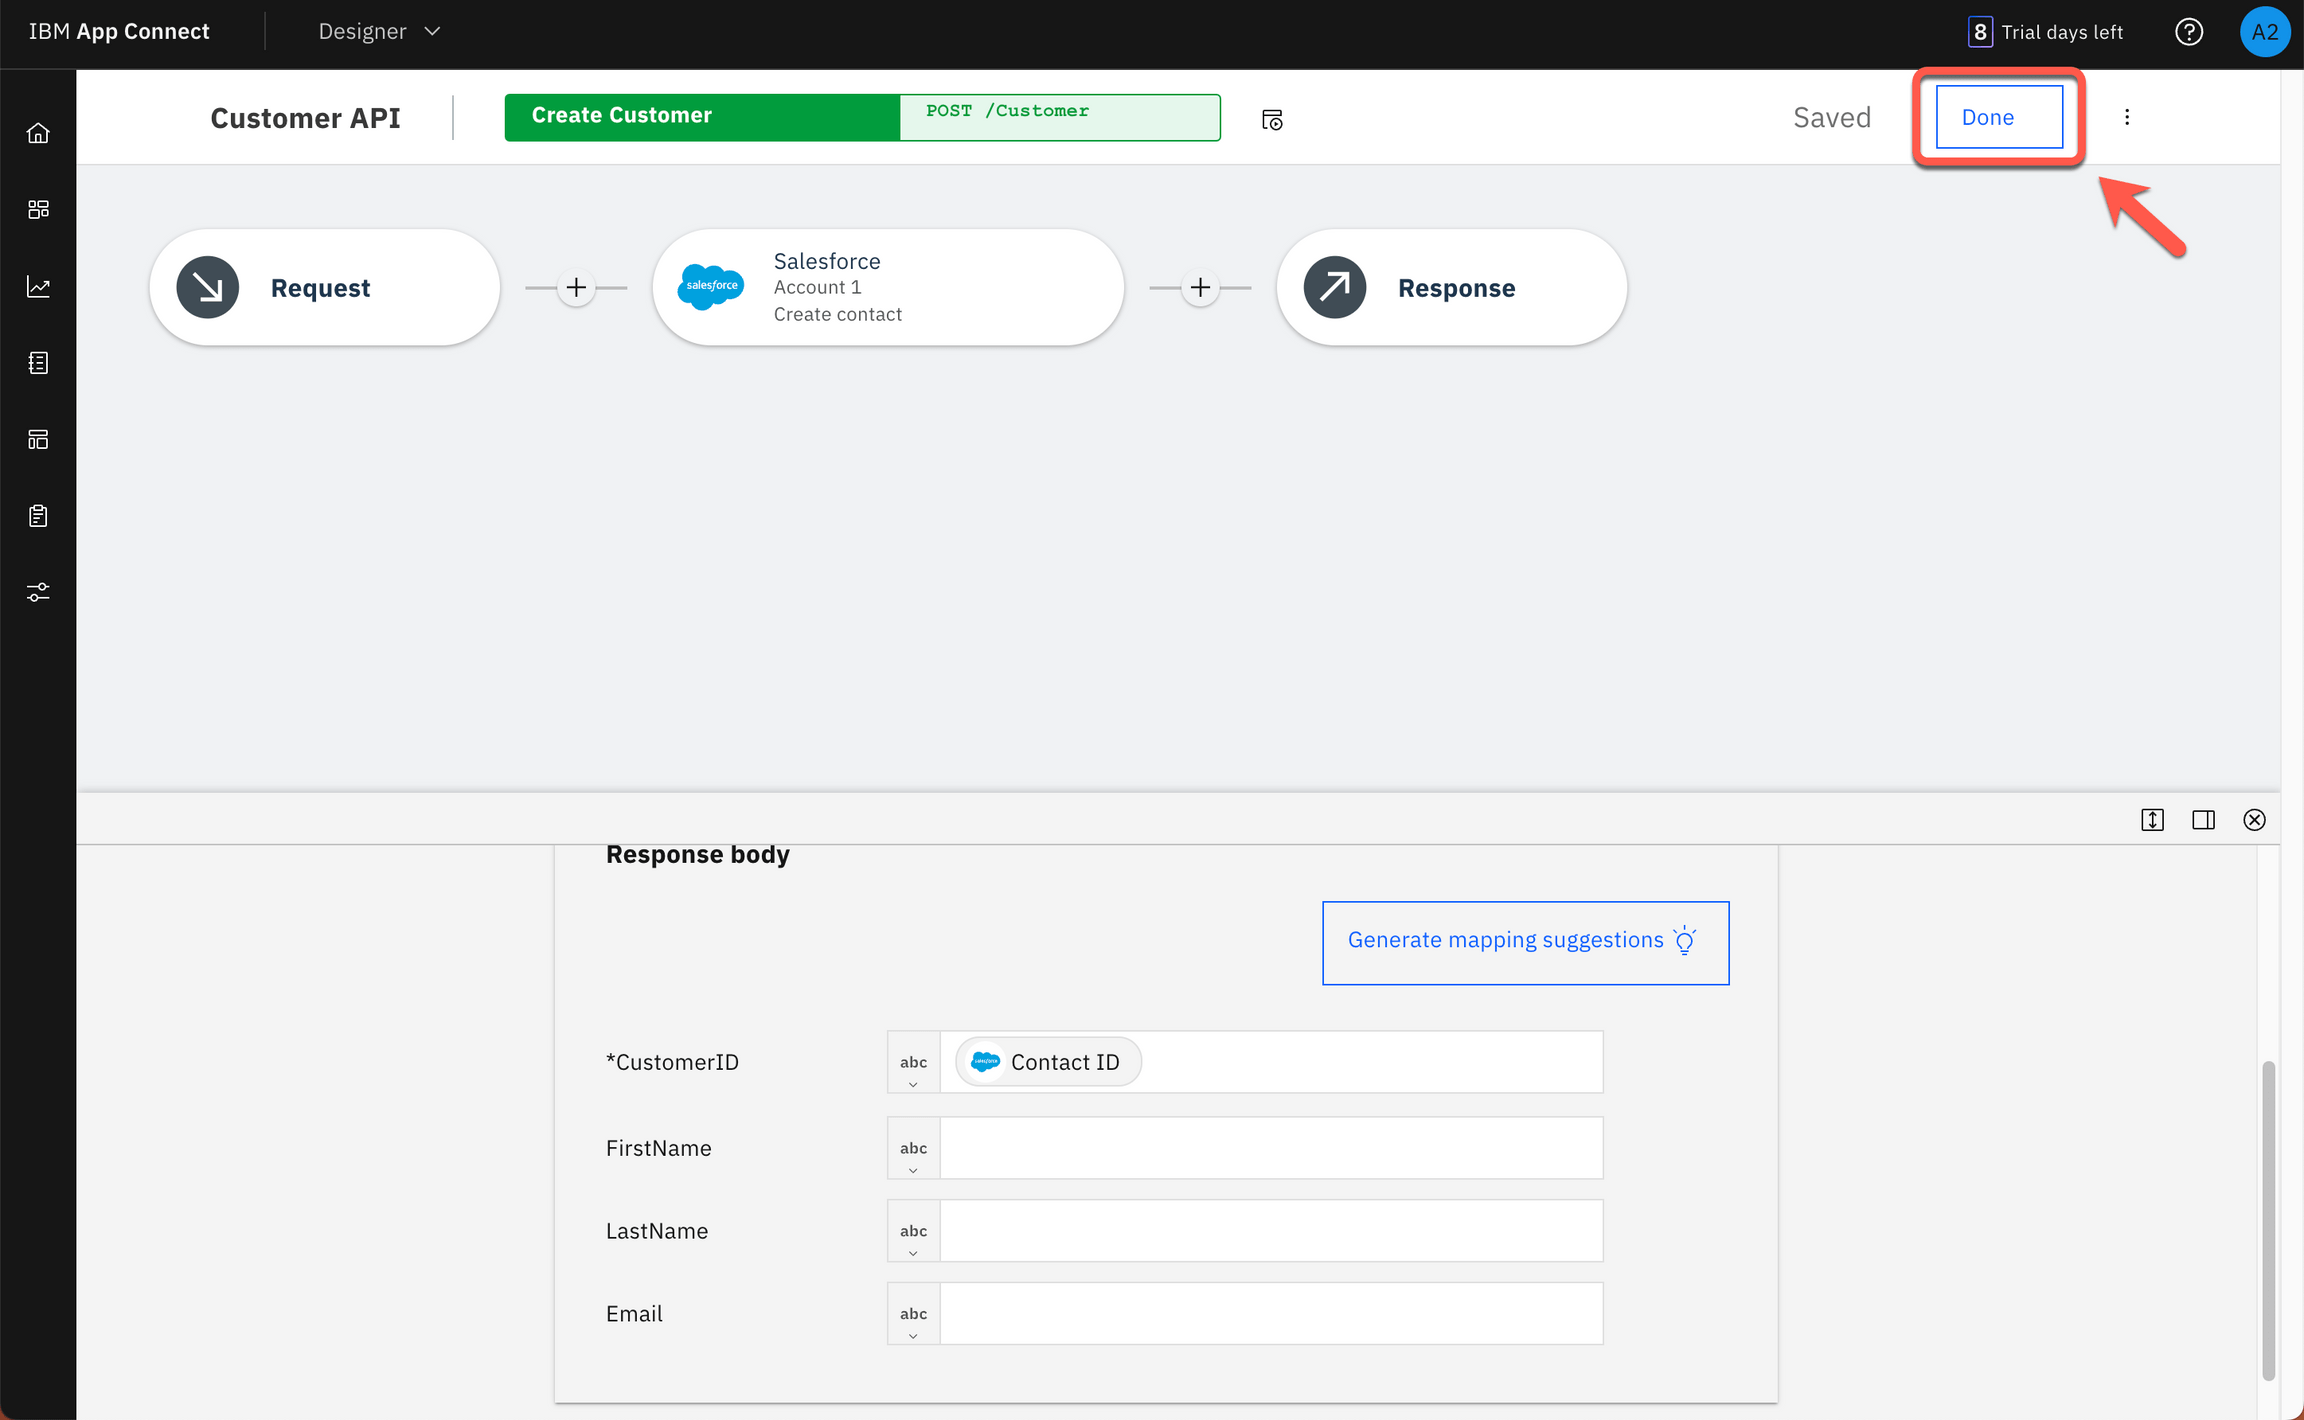 IBM App Connect
Designer
8 Trial days left
A2
Customer API
Create Customer
POST /Customer
Saved
Done
Request
salesforce
Salesforce
Account 1
Create contact
Response
Response body
Generate mapping suggestions
*CustomerID
abc
salesforce
Contact ID
FirstName
abc
LastName
abc
Email
abc